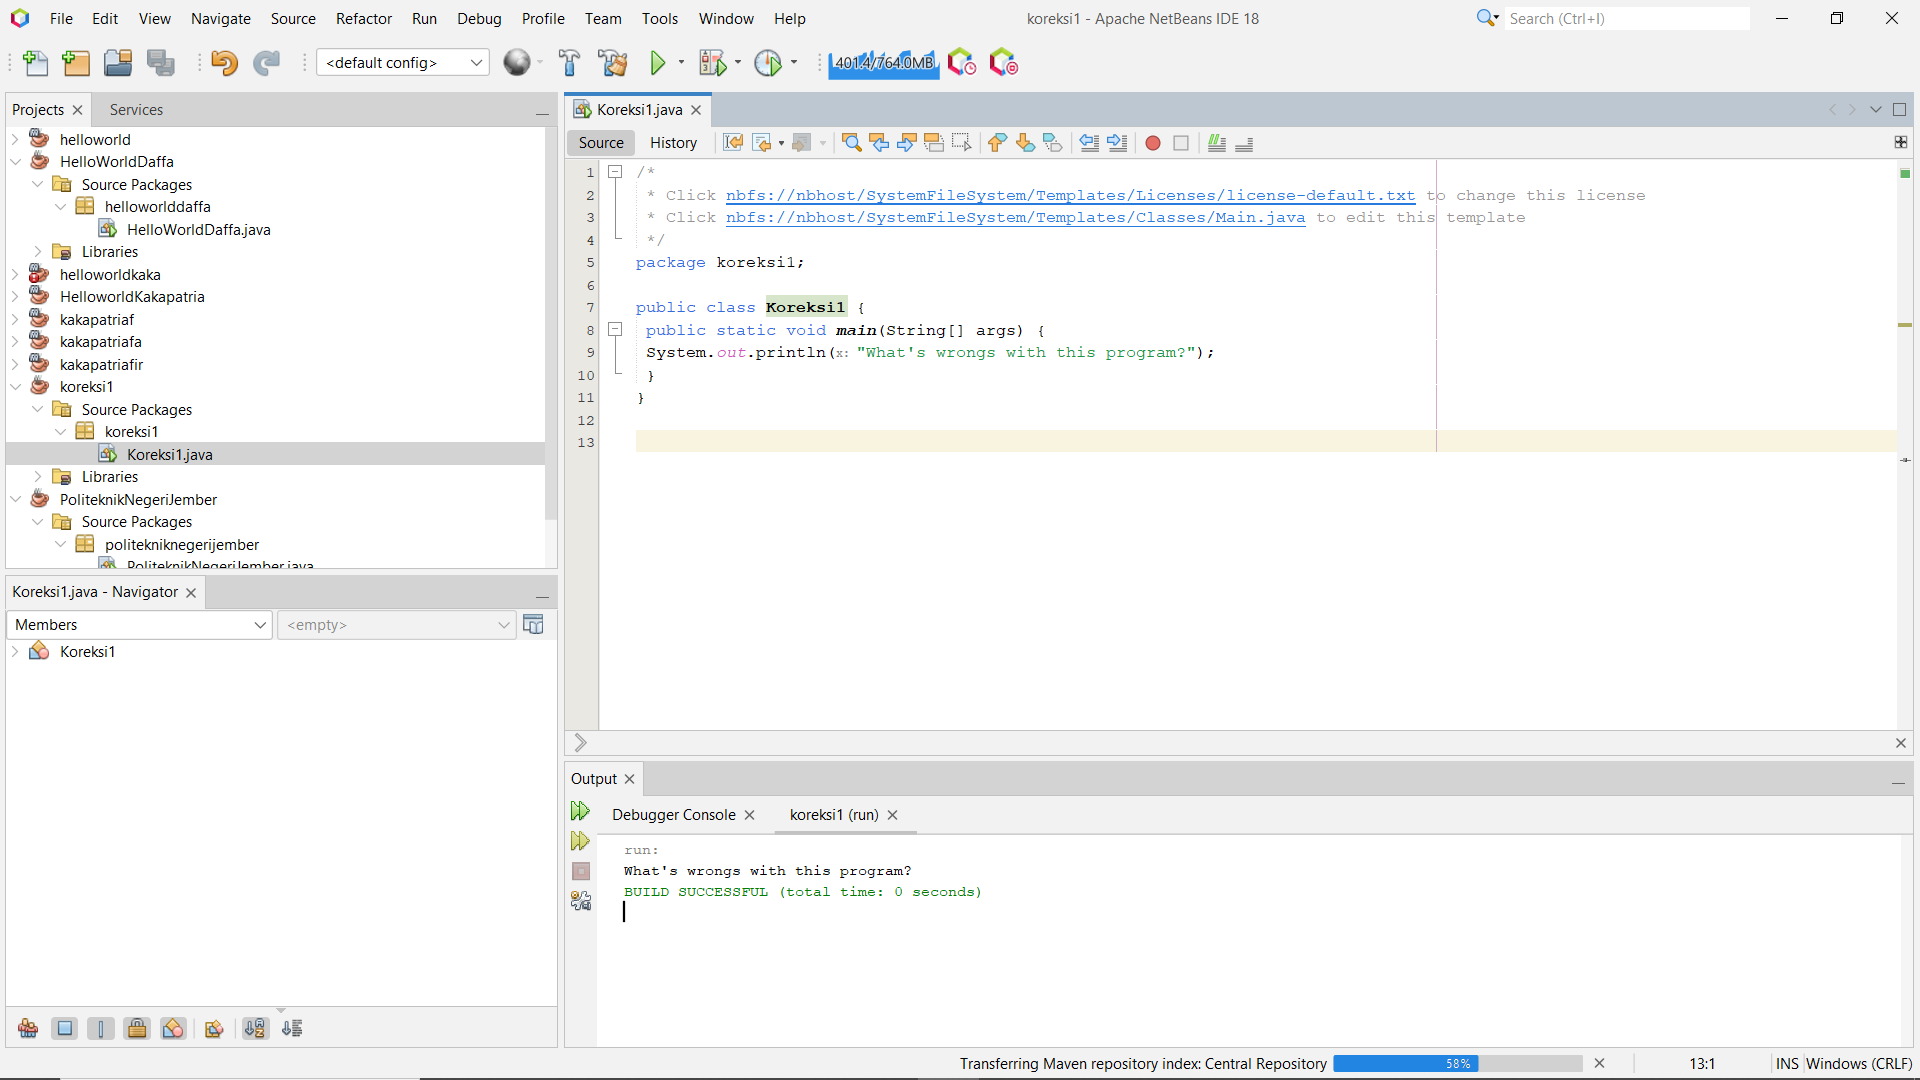 File Edit View Navigate Source Refactor Run Debug Profile Team Tools Window Help
koreksi1 - Apache NetBeans IDE 18
Search (Ctrl+I)
<default config>
401.4/764.0MB
Projects
Services
helloworld
HelloWorldDaffa
Source Packages
helloworlddaffa
HelloWorldDaffa.java
Libraries
helloworldkaka
HelloworldKakapatria
kakapatriaf
kakapatriafa
kakapatriafir
koreksi1
Source Packages
koreksi1
Koreksi1.java
Libraries
PoliteknikNegeriJember
Source Packages
politekniknegerijember
PoliteknikNegeriJember.java
Koreksi1.java - Navigator
Members
<empty>
Koreksi1
Koreksi1.java
Source History
1 /*
2 * Click nbfs://nbhost/SystemFileSystem/Templates/Licenses/license-default.txt to change this license
3 * Click nbfs://nbhost/SystemFileSystem/Templates/Classes/Main.java to edit this template
4 */
5 package koreksi1;
6
7 public class Koreksi1 {
8 public static void main(String[] args) {
9 System.out.println(x: "What's wrongs with this program?");
10 }
11 }
12
13
Output
Debugger Console koreksi1 (run)
run:
What's wrongs with this program?
BUILD SUCCESSFUL (total time: 0 seconds)
Transferring Maven repository index: Central Repository 58% 13:1 INS Windows (CRLF)